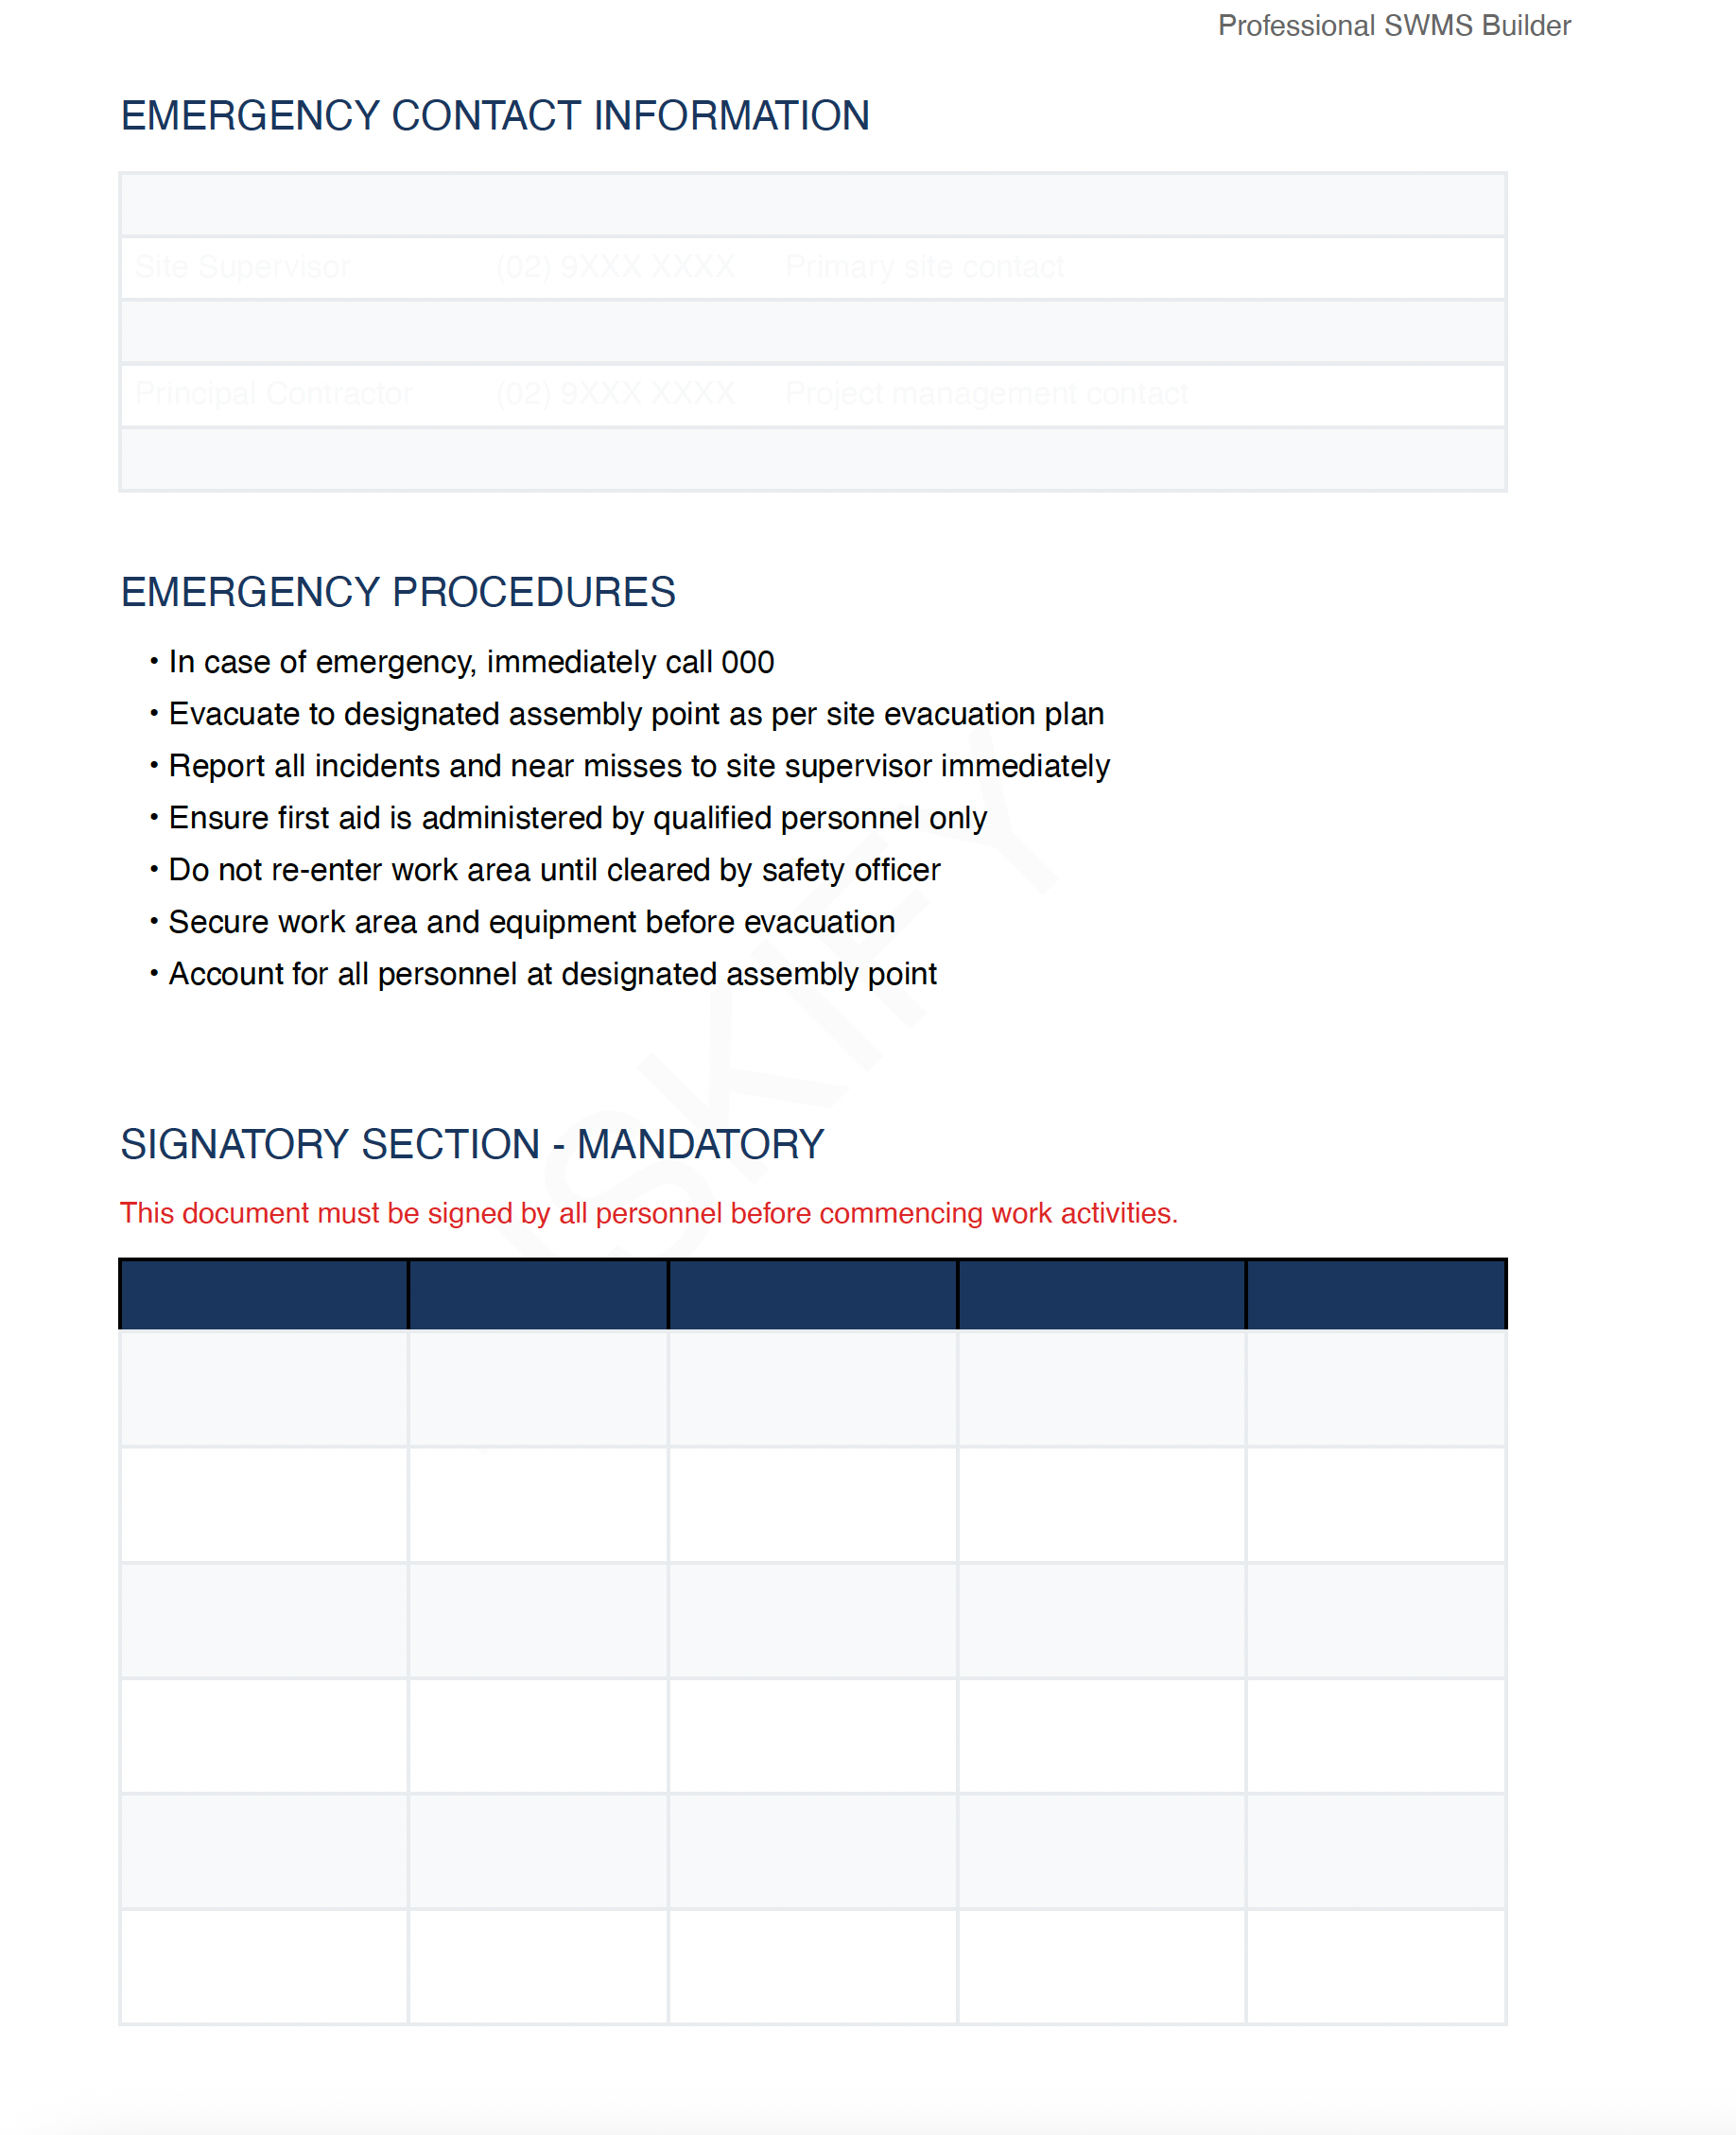 Professional SWMS Builder
EMERGENCY CONTACT INFORMATION
Site Supervisor (02) 9XXX XXXX Primary site contact
Principal Contractor (02) 9XXX XXXX Project management contact
EMERGENCY PROCEDURES
• In case of emergency, immediately call 000
• Evacuate to designated assembly point as per site evacuation plan
• Report all incidents and near misses to site supervisor immediately
• Ensure first aid is administered by qualified personnel only
• Do not re-enter work area until cleared by safety officer
• Secure work area and equipment before evacuation
• Account for all personnel at designated assembly point
SKIFY
SIGNATORY SECTION - MANDATORY
This document must be signed by all personnel before commencing work activities.